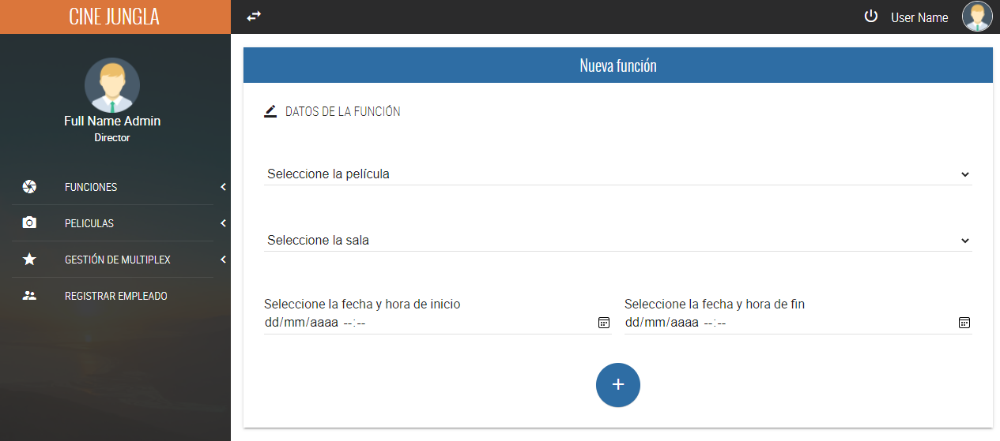 CINE JUNGLA
User Name
Full Name Admin
Director
FUNCIONES
PELICULAS
GESTIÓN DE MULTIPLEX
REGISTRAR EMPLEADO
Nueva función
DATOS DE LA FUNCIÓN
Seleccione la película
Seleccione la sala
Seleccione la fecha y hora de inicio
dd/mm/aaaa --:--
Seleccione la fecha y hora de fin
dd/mm/aaaa --:--
+